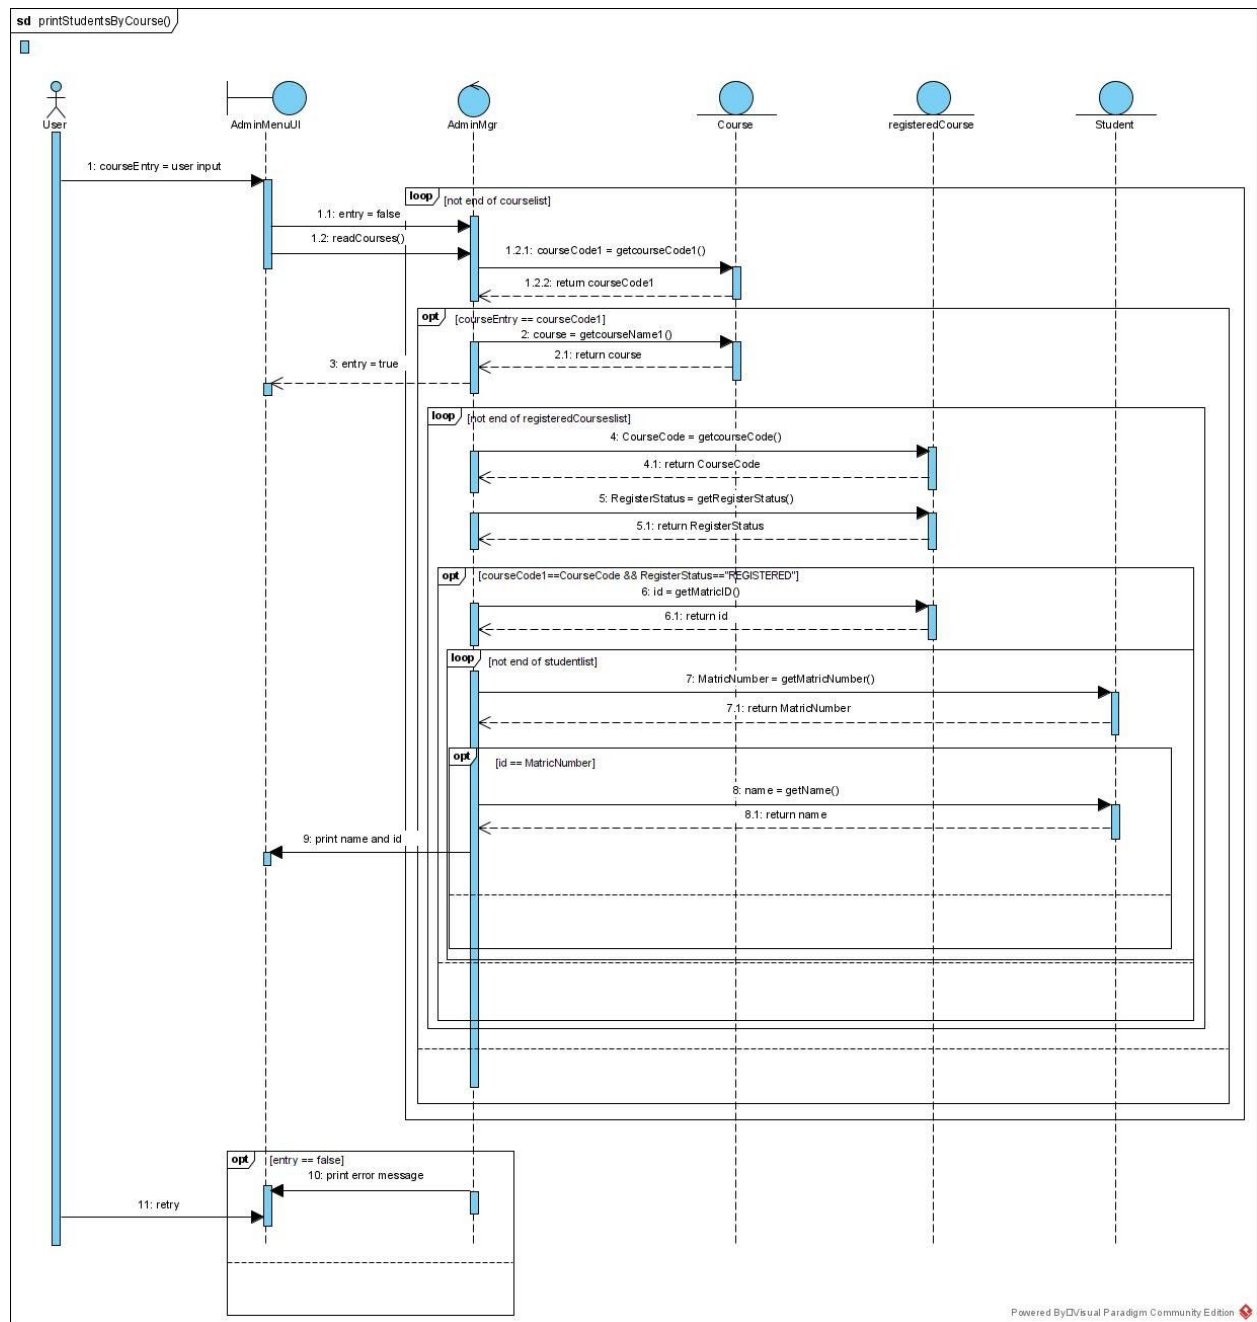 sd printStudentsByCourse()
User
AdminMenuUI
AdminMgr
Course
registeredCourse
Student
1: courseEntry = user input
loop [not end of courselist]
1.1: entry = false
1.2: readCourses()
1.2.1: courseCode1 = getcourseCode1()
1.2.2: return courseCode1
opt [courseEntry == courseCode1]
2: course = getcourseName1()
2.1: return course
3: entry = true
loop [not end of registeredCourseslist]
4: CourseCode = getcourseCode()
4.1: return CourseCode
5: RegisterStatus = getRegisterStatus()
5.1: return RegisterStatus
opt [courseCode1==CourseCode && RegisterStatus=="REGISTERED"]
6: id = getMatricID()
6.1: return id
loop [not end of studentlist]
7: MatricNumber = getMatricNumber()
7.1: return MatricNumber
opt [id == MatricNumber]
8: name = getName()
8.1: return name
9: print name and id
opt [entry == false]
10: print error message
11: retry
Powered By Visual Paradigm Community Edition